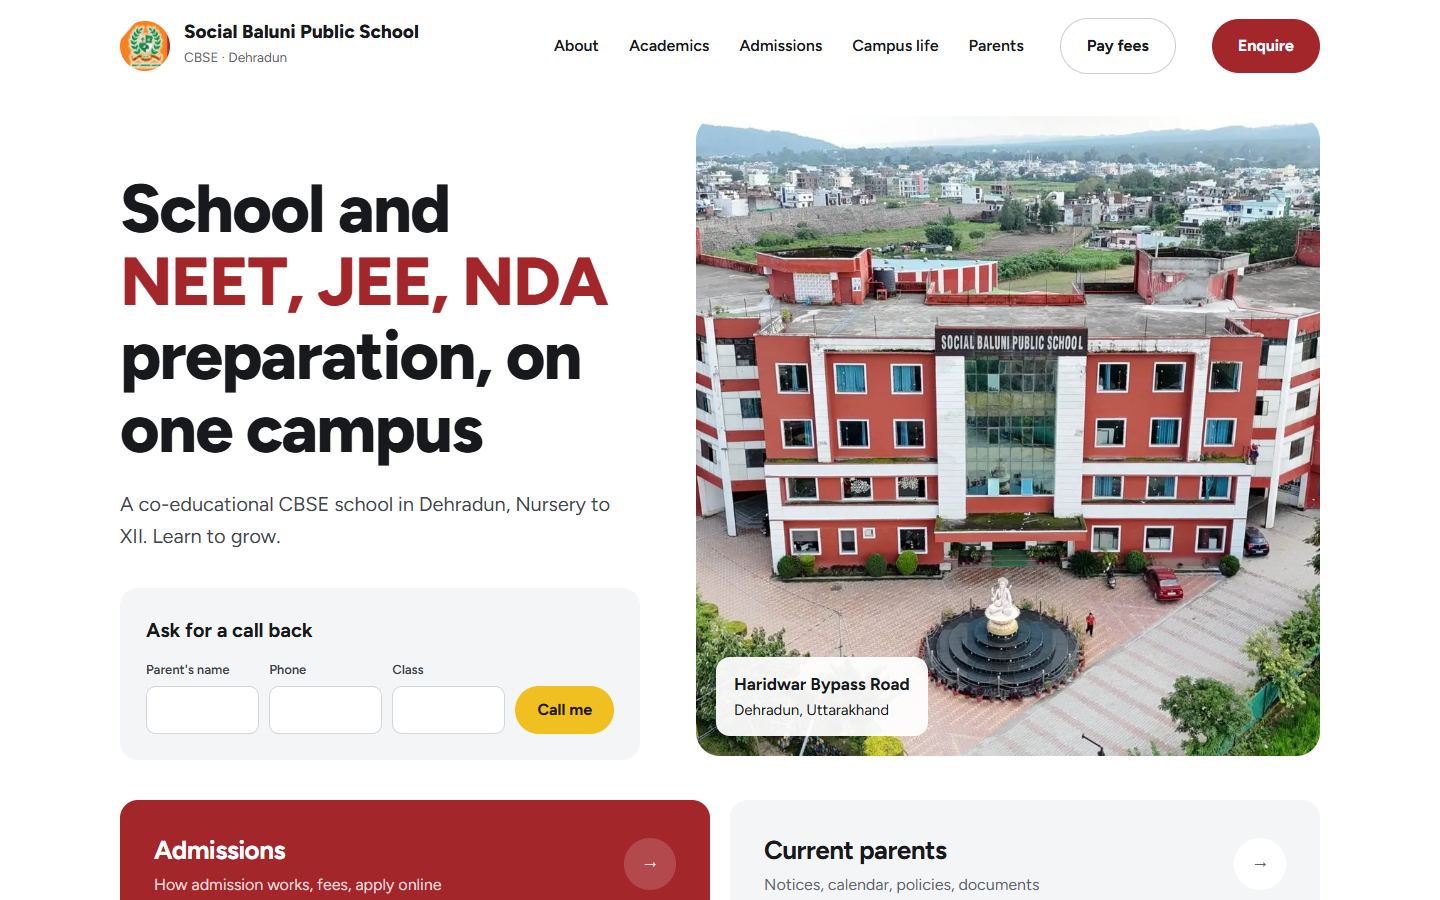 Social Baluni Public School
CBSE · Dehradun
About
Academics
Admissions
Campus life
Parents
Pay fees
Enquire
School and
NEET, JEE, NDA
preparation, on
one campus
A co-educational CBSE school in Dehradun, Nursery to
XII. Learn to grow.
Ask for a call back
Parent's name
Phone
Class
Call me
SOCIAL BALUNI PUBLIC SCHOOL
Haridwar Bypass Road
Dehradun, Uttarakhand
Admissions
How admission works, fees, apply online
→
Current parents
Notices, calendar, policies, documents
→